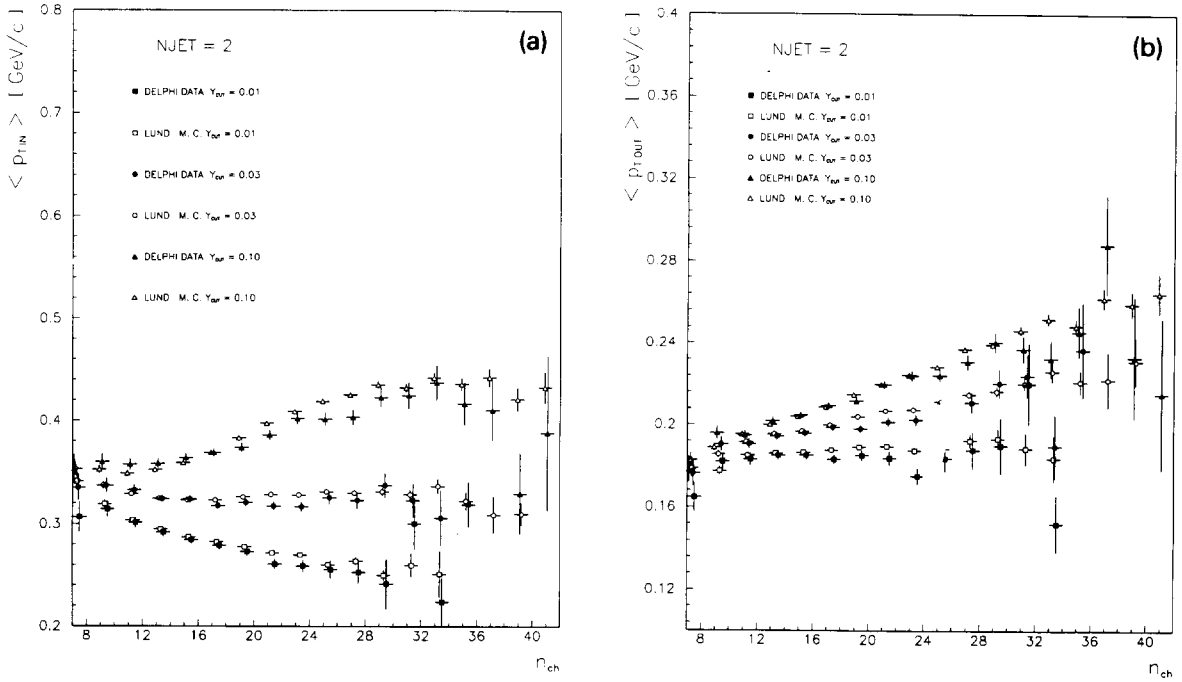 (a)
NJET = 2
< p_T IN > [ GeV/c ]
■ DELPHI DATA Y_CUT = 0.01
□ LUND M. C. Y_CUT = 0.01
● DELPHI DATA Y_CUT = 0.03
○ LUND M. C. Y_CUT = 0.03
▲ DELPHI DATA Y_CUT = 0.10
△ LUND M. C. Y_CUT = 0.10
0.8
0.7
0.6
0.5
0.4
0.3
0.2
8 12 16 20 24 28 32 36 40
n_ch
(b)
NJET = 2
< p_T OUT > [ GeV/c ]
■ DELPHI DATA Y_CUT = 0.01
□ LUND M. C. Y_CUT = 0.01
● DELPHI DATA Y_CUT = 0.03
○ LUND M. C. Y_CUT = 0.03
▲ DELPHI DATA Y_CUT = 0.10
△ LUND M. C. Y_CUT = 0.10
0.4
0.36
0.32
0.28
0.24
0.2
0.16
0.12
8 12 16 20 24 28 32 36 40
n_ch